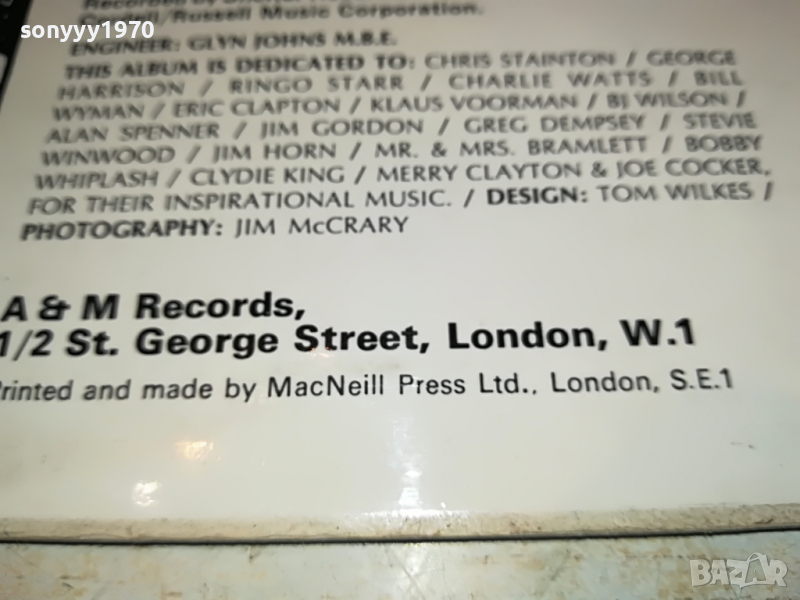 sonyyy1970
Music Corporation.
ENGINEER: GLYN JOHNS M.B.E.
THIS ALBUM IS DEDICATED TO: CHRIS STAINTON / GEORGE
HARRISON / RINGO STARR / CHARLIE WATTS / BILL
WYMAN / ERIC CLAPTON / KLAUS VOORMAN / BJ WILSON /
ALAN SPENNER / JIM GORDON / GREG DEMPSEY / STEVIE
WINWOOD / JIM HORN / MR. & MRS. BRAMLETT / BOBBY
WHIPLASH / CLYDIE KING / MERRY CLAYTON & JOE COCKER,
FOR THEIR INSPIRATIONAL MUSIC. / DESIGN: TOM WILKES /
PHOTOGRAPHY: JIM McCRARY
A & M Records,
1/2 St. George Street, London, W.1
Printed and made by MacNeill Press Ltd., London, S.E.1
BAZAR